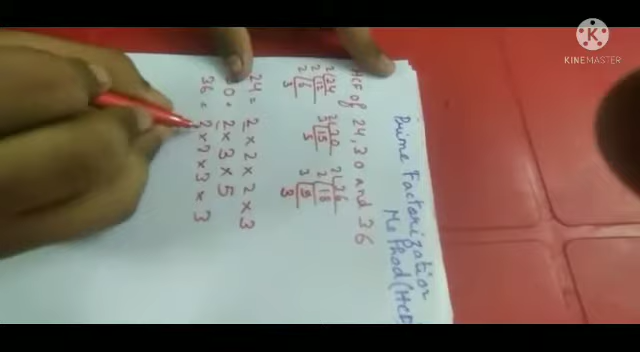 Prime Factorization
Method (HCF
HCF of 24, 30 and 36
2 24 2 30 2 36
2 12 3 15 2 18
2 6 5 3 9
3 3
24 = 2 × 2 × 2 × 3
0 = 2 × 3 × 5
36 = 2 × 2 × 3 × 3
KINEMASTER